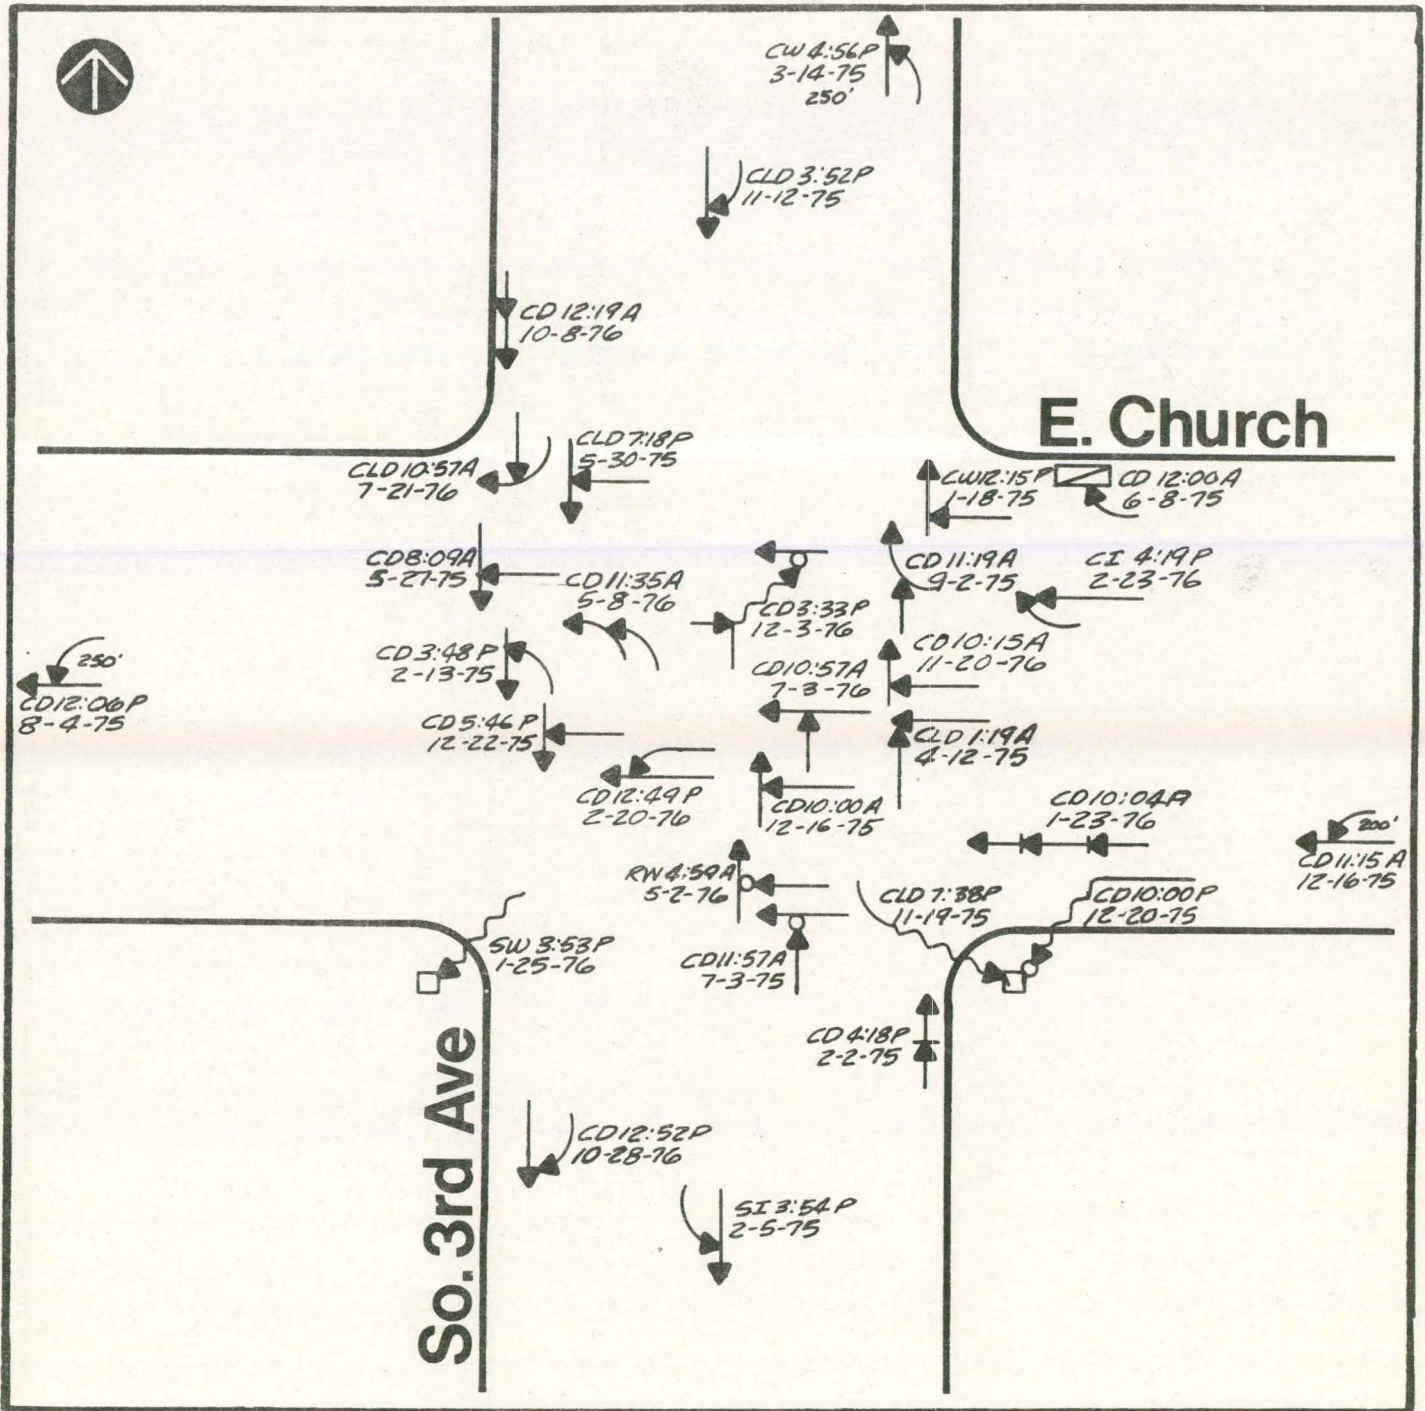 CW 4:56P
3-14-75
250'
CLD 3:52P
11-12-75
CD 12:19A
10-8-76
E. Church
CLD 7:18P
5-30-75
CLD 10:57A
7-21-76
CW 12:15P
1-18-75
CD 12:00A
6-8-75
CD 8:09A
5-27-75
CD 11:35A
5-8-76
CD 11:19A
9-2-75
CI 4:19P
2-23-76
CD 3:33P
12-3-76
CD 3:48P
2-13-75
CD 10:57A
7-3-76
CD 10:15A
11-20-76
250'
CD 12:06P
8-4-75
CD 5:46P
12-22-75
CLD 1:19A
4-12-75
CD 12:49P
2-20-76
CD 10:00A
12-16-75
CD 10:04A
1-23-76
200'
CD 11:15A
12-16-75
RW 4:59A
5-2-76
CLD 7:38P
11-19-75
CD 10:00P
12-20-75
SW 3:53P
1-25-76
CD 11:57A
7-3-75
CD 4:18P
2-2-75
So. 3rd Ave
CD 12:52P
10-28-76
SI 3:54P
2-5-75